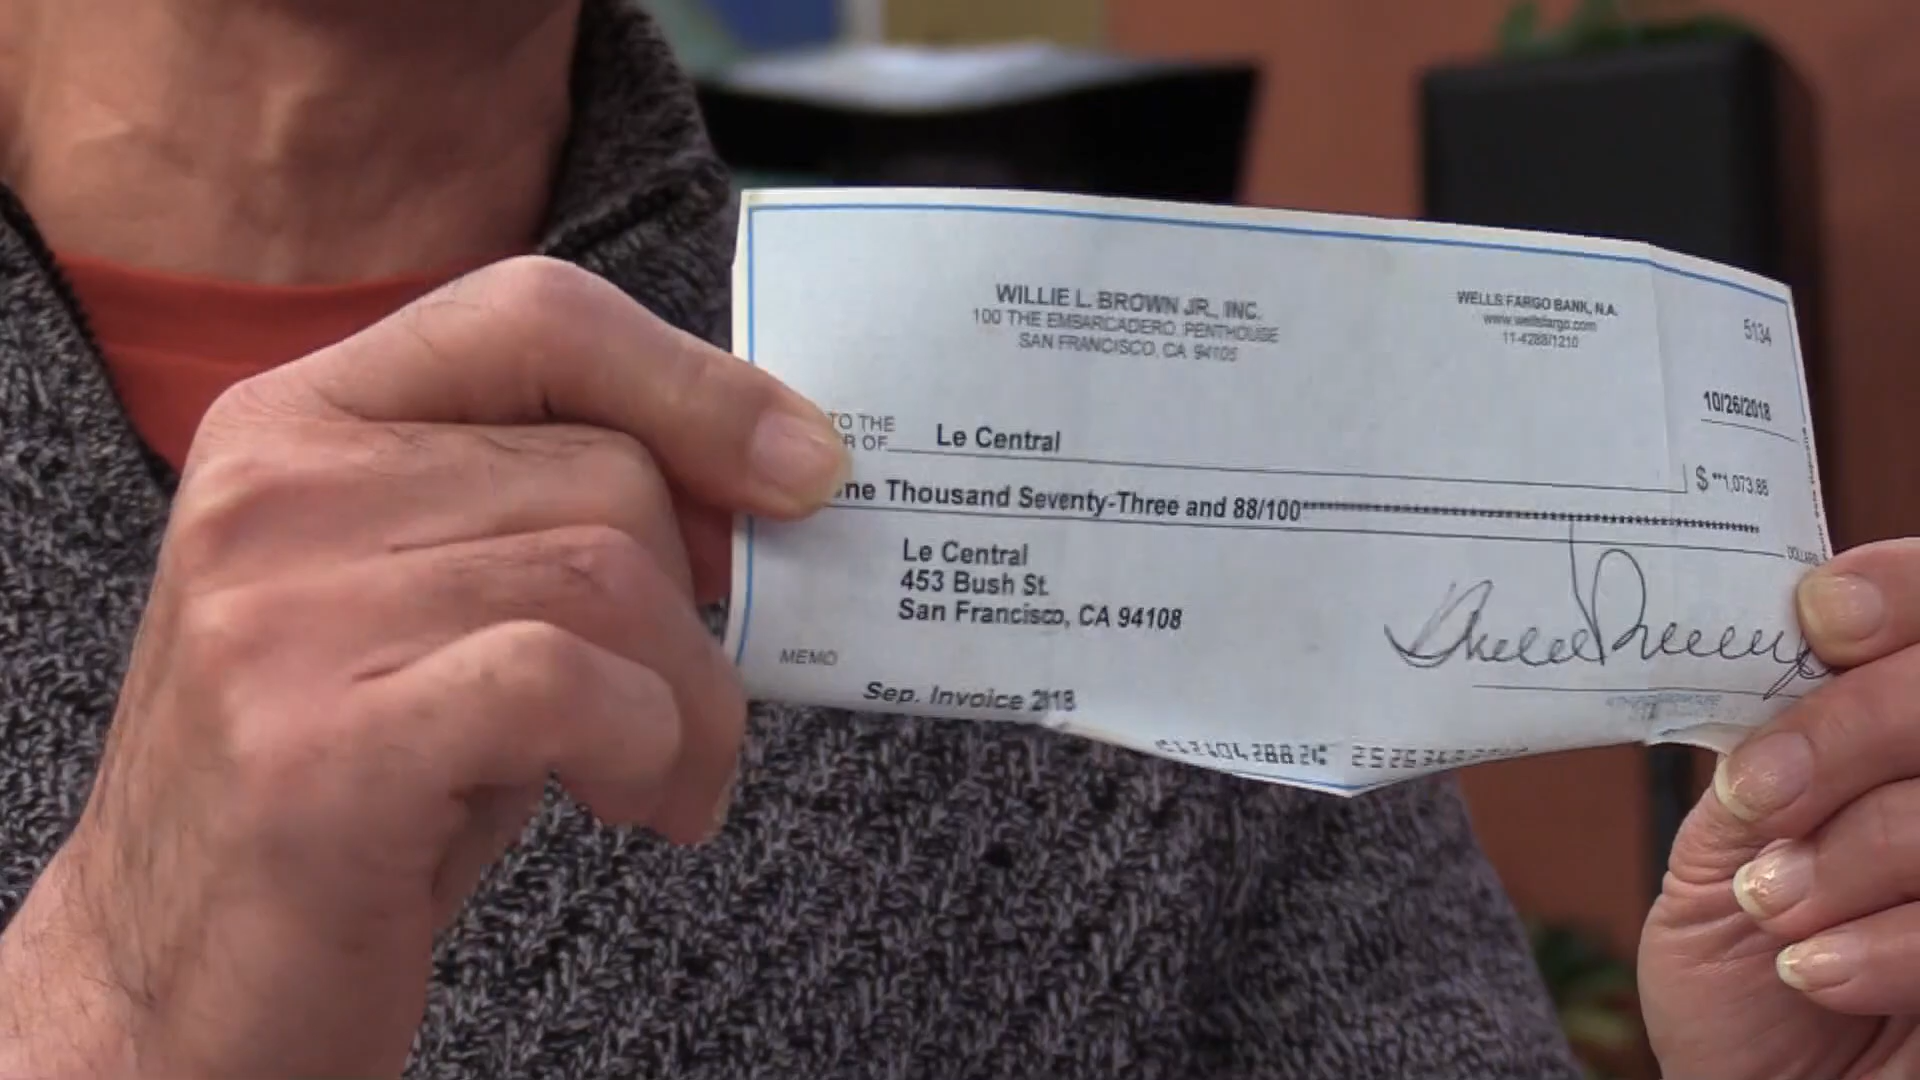 WILLIE L. BROWN JR., INC.
100 THE EMBARCADERO PENTHOUSE
SAN FRANCISCO, CA 94105
WELLS FARGO BANK, N.A.
www.wellsfargo.com
11-4288/1210
5134
10/26/2018
TO THE
R OF
Le Central
$ **1,073.88
ne Thousand Seventy-Three and 88/100
DOLLARS
Le Central
453 Bush St.
San Francisco, CA 94108
MEMO
Sep. Invoice